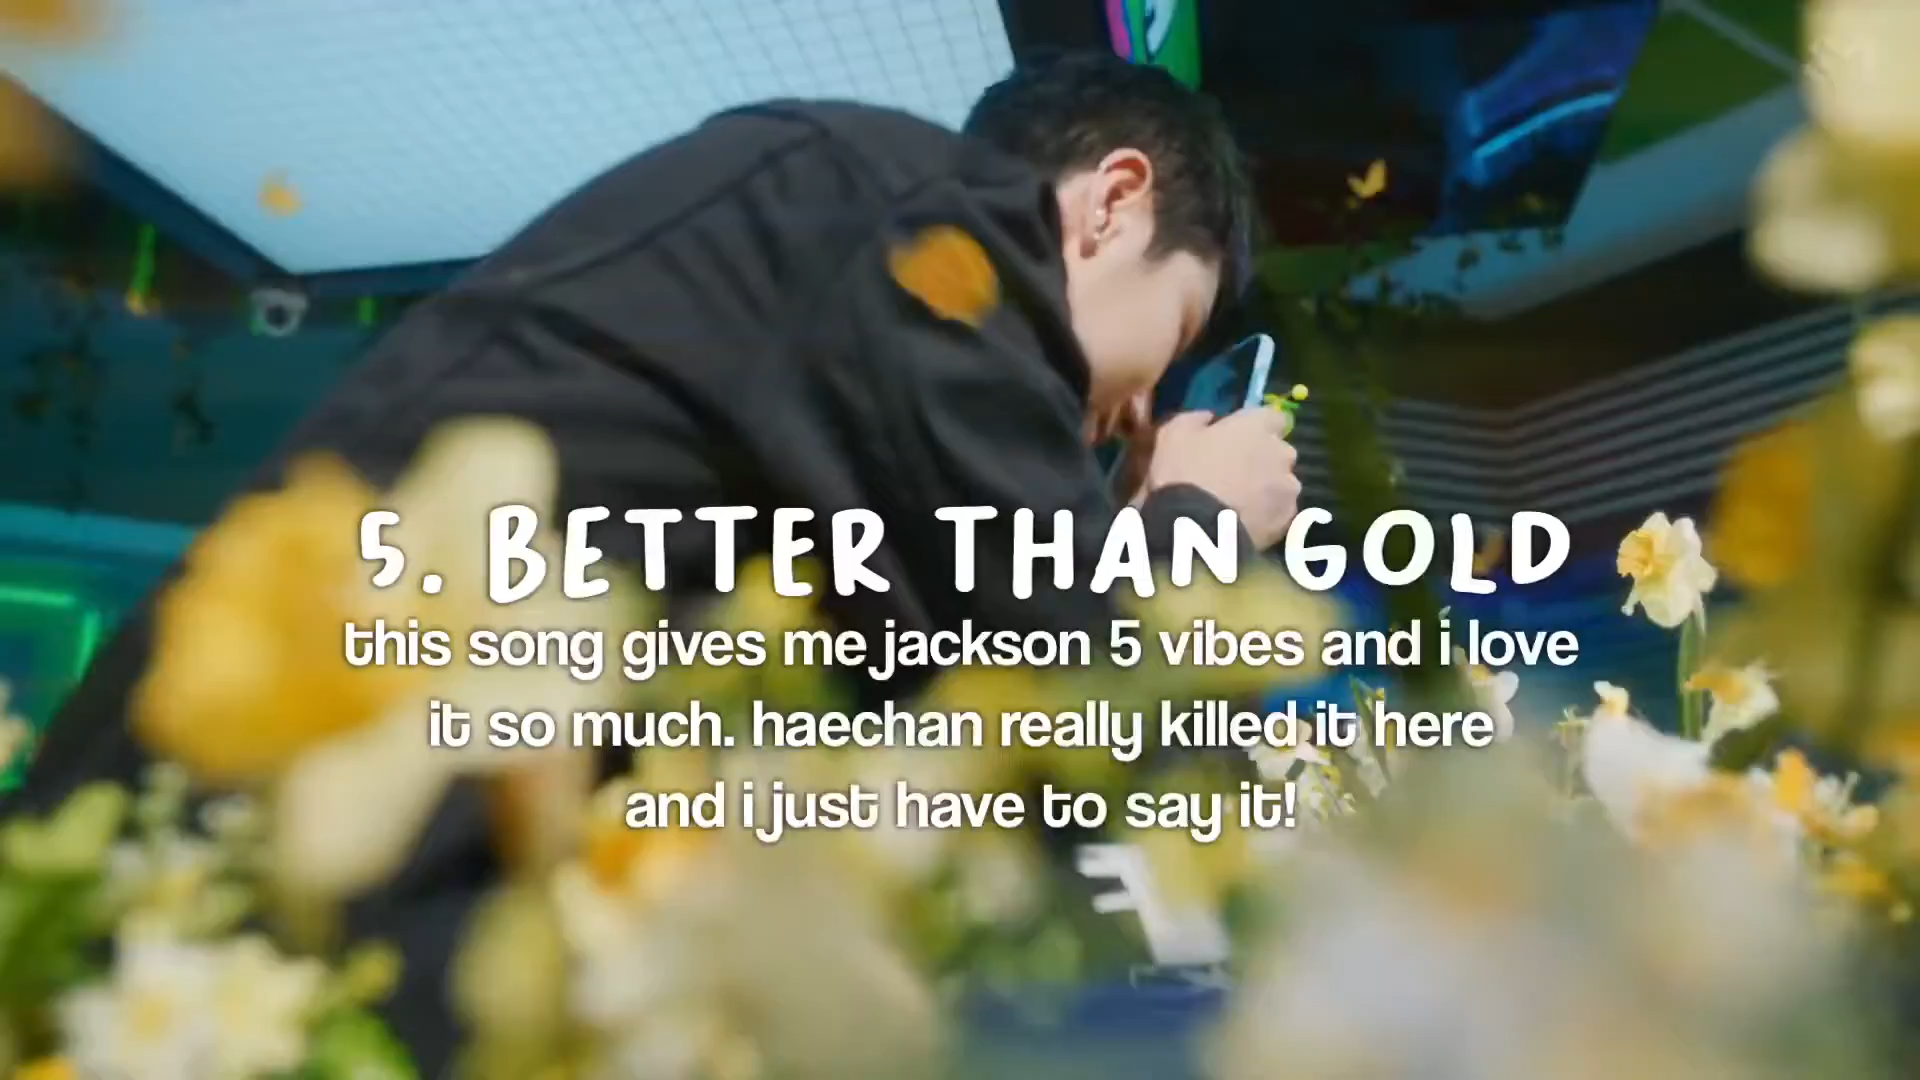 5. BETTER THAN GOLD
this song gives me jackson 5 vibes and i love
it so much. haechan really killed it here
and i just have to say it!